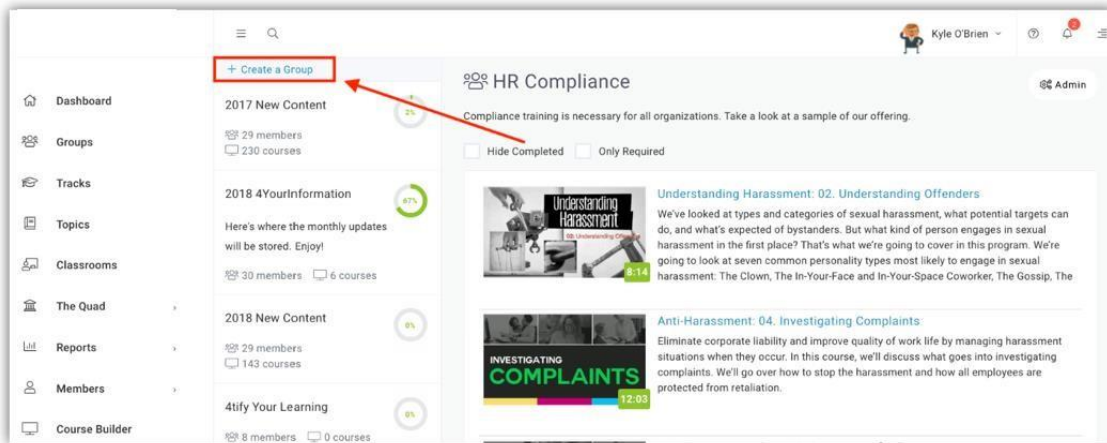 Kyle O'Brien
2
Dashboard
Groups
Tracks
Topics
Classrooms
The Quad
Reports
Members
Course Builder
+ Create a Group
2017 New Content
2%
29 members
230 courses
2018 4YourInformation
67%
Here's where the monthly updates
will be stored. Enjoy!
30 members 6 courses
2018 New Content
0%
29 members
143 courses
4tify Your Learning
0%
8 members 0 courses
HR Compliance
Admin
Compliance training is necessary for all organizations. Take a look at a sample of our offering.
Hide Completed Only Required
Understanding
Harassment
02. Understanding Offenders
8:14
Understanding Harassment: 02. Understanding Offenders
We've looked at types and categories of sexual harassment, what potential targets can
do, and what's expected of bystanders. But what kind of person engages in sexual
harassment in the first place? That's what we're going to cover in this program. We're
going to look at seven common personality types most likely to engage in sexual
harassment: The Clown, The In-Your-Face and In-Your-Space Coworker, The Gossip, The
INVESTIGATING
COMPLAINTS
12:03
Anti-Harassment: 04. Investigating Complaints
Eliminate corporate liability and improve quality of work life by managing harassment
situations when they occur. In this course, we'll discuss what goes into investigating
complaints. We'll go over how to stop the harassment and how all employees are
protected from retaliation.